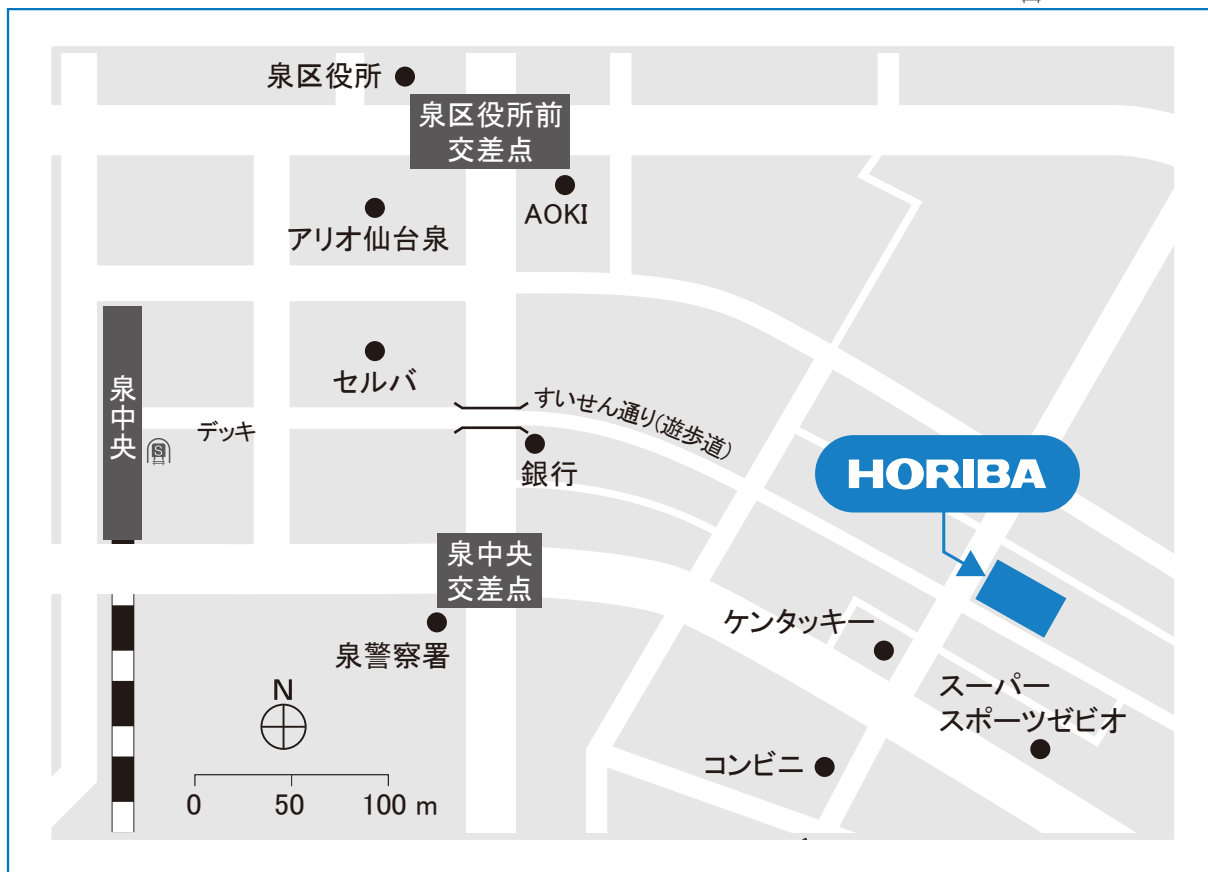 泉区役所
泉区役所前
交差点
AOKI
アリオ仙台泉
セルバ
すいせん通り(遊歩道)
泉中央
デッキ
S
銀行
HORIBA
泉中央
交差点
ケンタッキー
泉警察署
スーパー
スポーツゼビオ
N
コンビニ
0 50 100 m